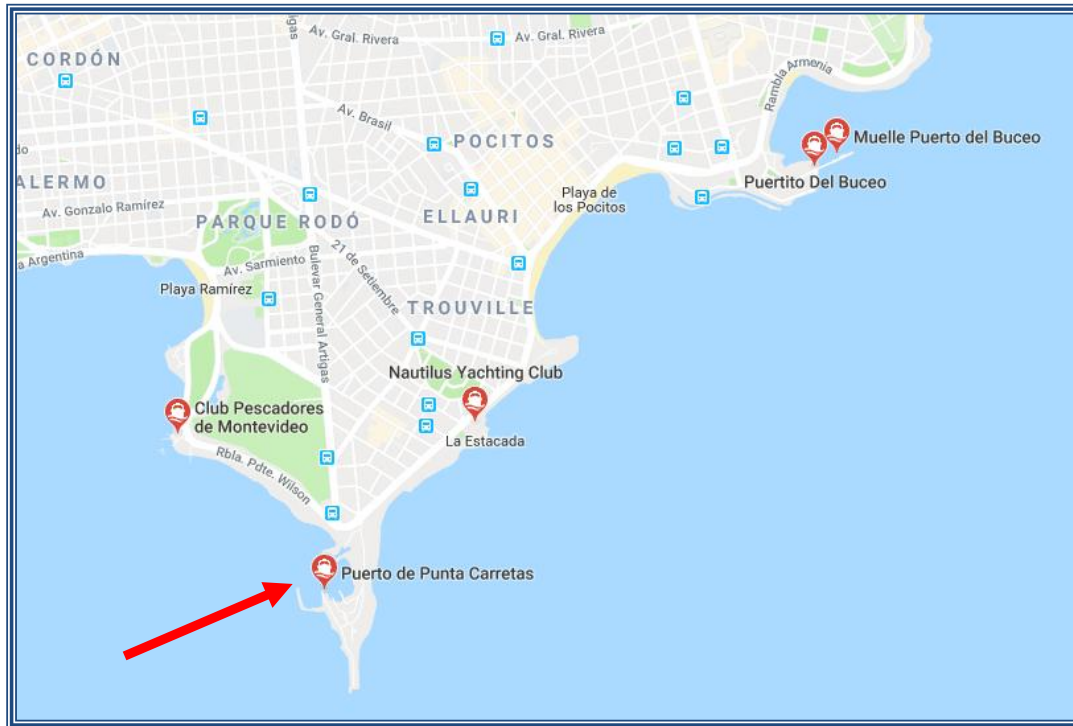 Av. Gral. Rivera
Av. Gral. Rivera
CORDÓN
Rambla Armenia
Av. Brasil
POCITOS
Muelle Puerto del Buceo
do
Puertito Del Buceo
ALERMO
Playa de
los Pocitos
Av. Gonzalo Ramírez
PARQUE RODÓ
ELLAURI
21 de Setiembre
a Argentina
Av. Sarmiento
Bulevar General Artigas
Playa Ramírez
TROUVILLE
Nautilus Yachting Club
Club Pescadores
de Montevideo
La Estacada
Rbla. Pdte. Wilson
Puerto de Punta Carretas